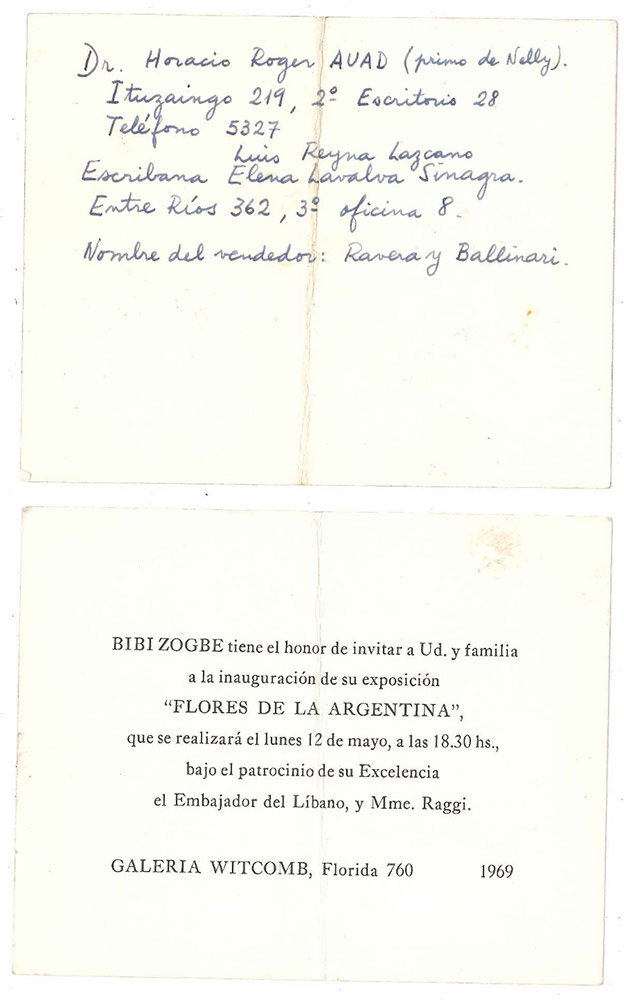 Dr. Horacio Roger AUAD (primo de Nelly).
Ituzaingo 219, 2º Escritorio 28
Teléfono 5327
Luis Reyna Lazcano
Escribana Elena Lavalva Sinagra.
Entre Ríos 362, 3º oficina 8.
Nombre del vendedor: Ravera y Ballinari.
BIBI ZOGBE tiene el honor de invitar a Ud. y familia
a la inauguración de su exposición
“FLORES DE LA ARGENTINA”,
que se realizará el lunes 12 de mayo, a las 18.30 hs.,
bajo el patrocinio de su Excelencia
el Embajador del Líbano, y Mme. Raggi.
GALERIA WITCOMB, Florida 760 1969